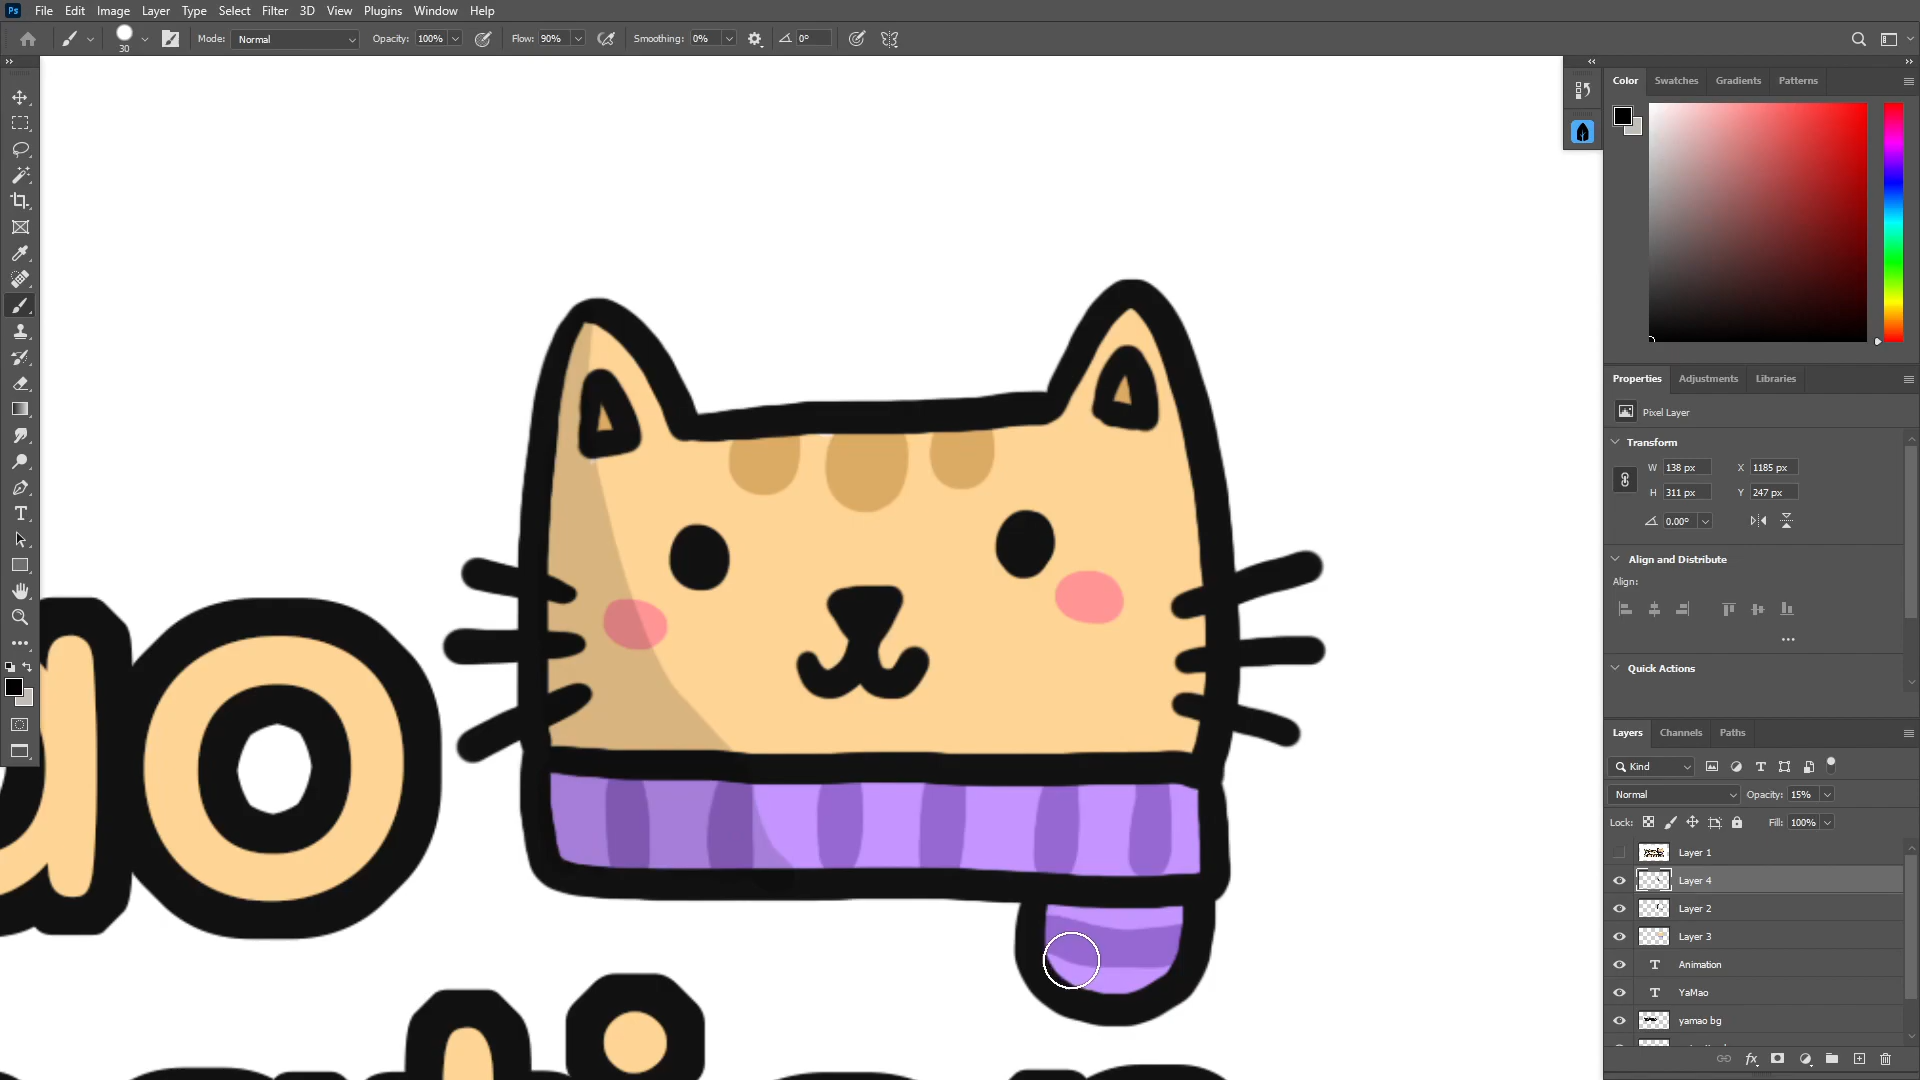 Ps File Edit Image Layer Type Select Filter 3D View Plugins Window Help
30 Mode: Normal Opacity: 100% Flow: 90% Smoothing: 0% 0°
Color Swatches Gradients Patterns
Properties Adjustments Libraries
Pixel Layer
Transform
W 138 px X 1185 px
H 311 px Y 247 px
0.00°
Align and Distribute
Align:
Quick Actions
Layers Channels Paths
Kind
Normal Opacity: 15%
Lock: Fill: 100%
Layer 1
Layer 4
Layer 2
Layer 3
Animation
YaMao
yamao bg